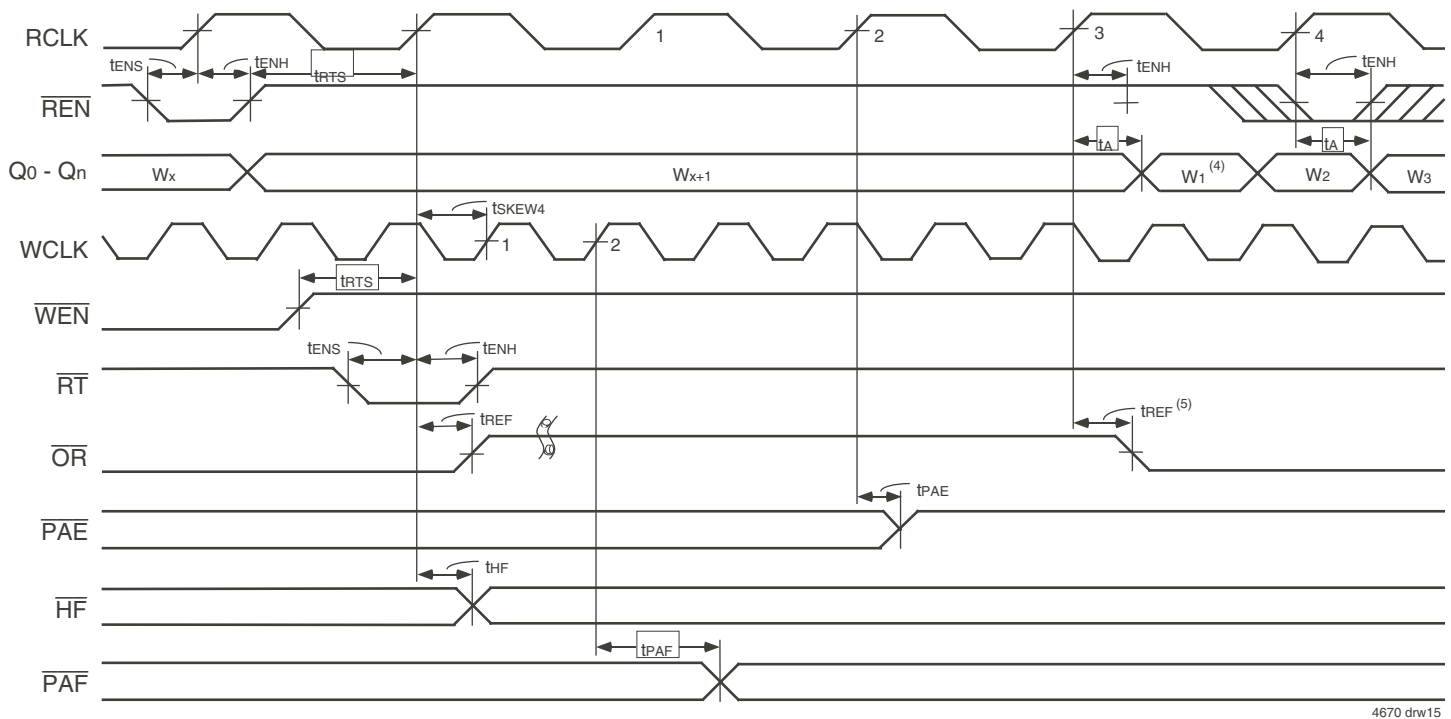 RCLK 1 2 3 4
tENS tENH tRTS tENH tENH
REN
tA tA
Q0 - Qn Wx Wx+1 W1 (4) W2 W3
tSKEW4
WCLK 1 2
tRTS
WEN
tENS tENH
RT
tREF tREF (5)
OR
tPAE
PAE
tHF
HF
tPAF
PAF
4670 drw15